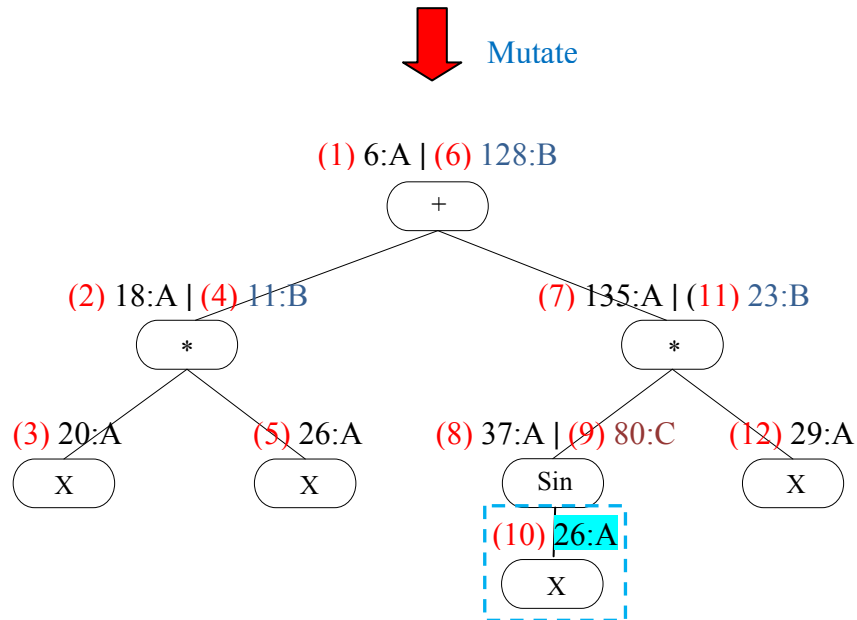 Mutate
(1) 6:A | (6) 128:B
+
(2) 18:A | (4) 11:B
(7) 135:A | (11) 23:B
*
*
(3) 20:A
(5) 26:A
(8) 37:A | (9) 80:C
(12) 29:A
X
X
Sin
X
(10) 26:A
X